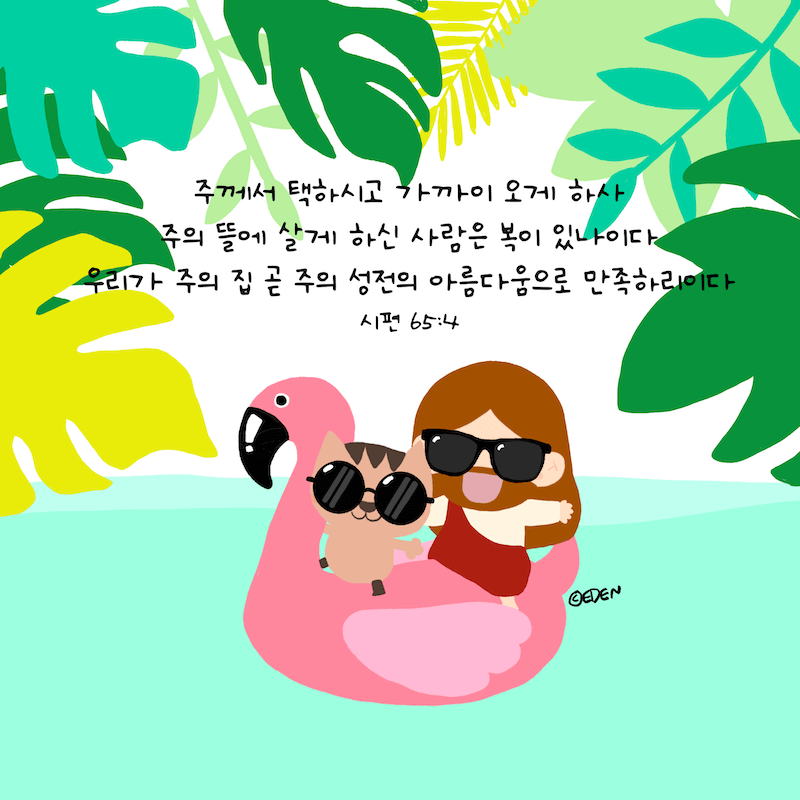 주께서 택하시고 가까이 오게 하사
주의 뜰에 살게 하신 사람은 복이 있나이다
우리가 주의 집 곧 주의 성전의 아름다움으로 만족하리이다
시편 65:4
©EDEN